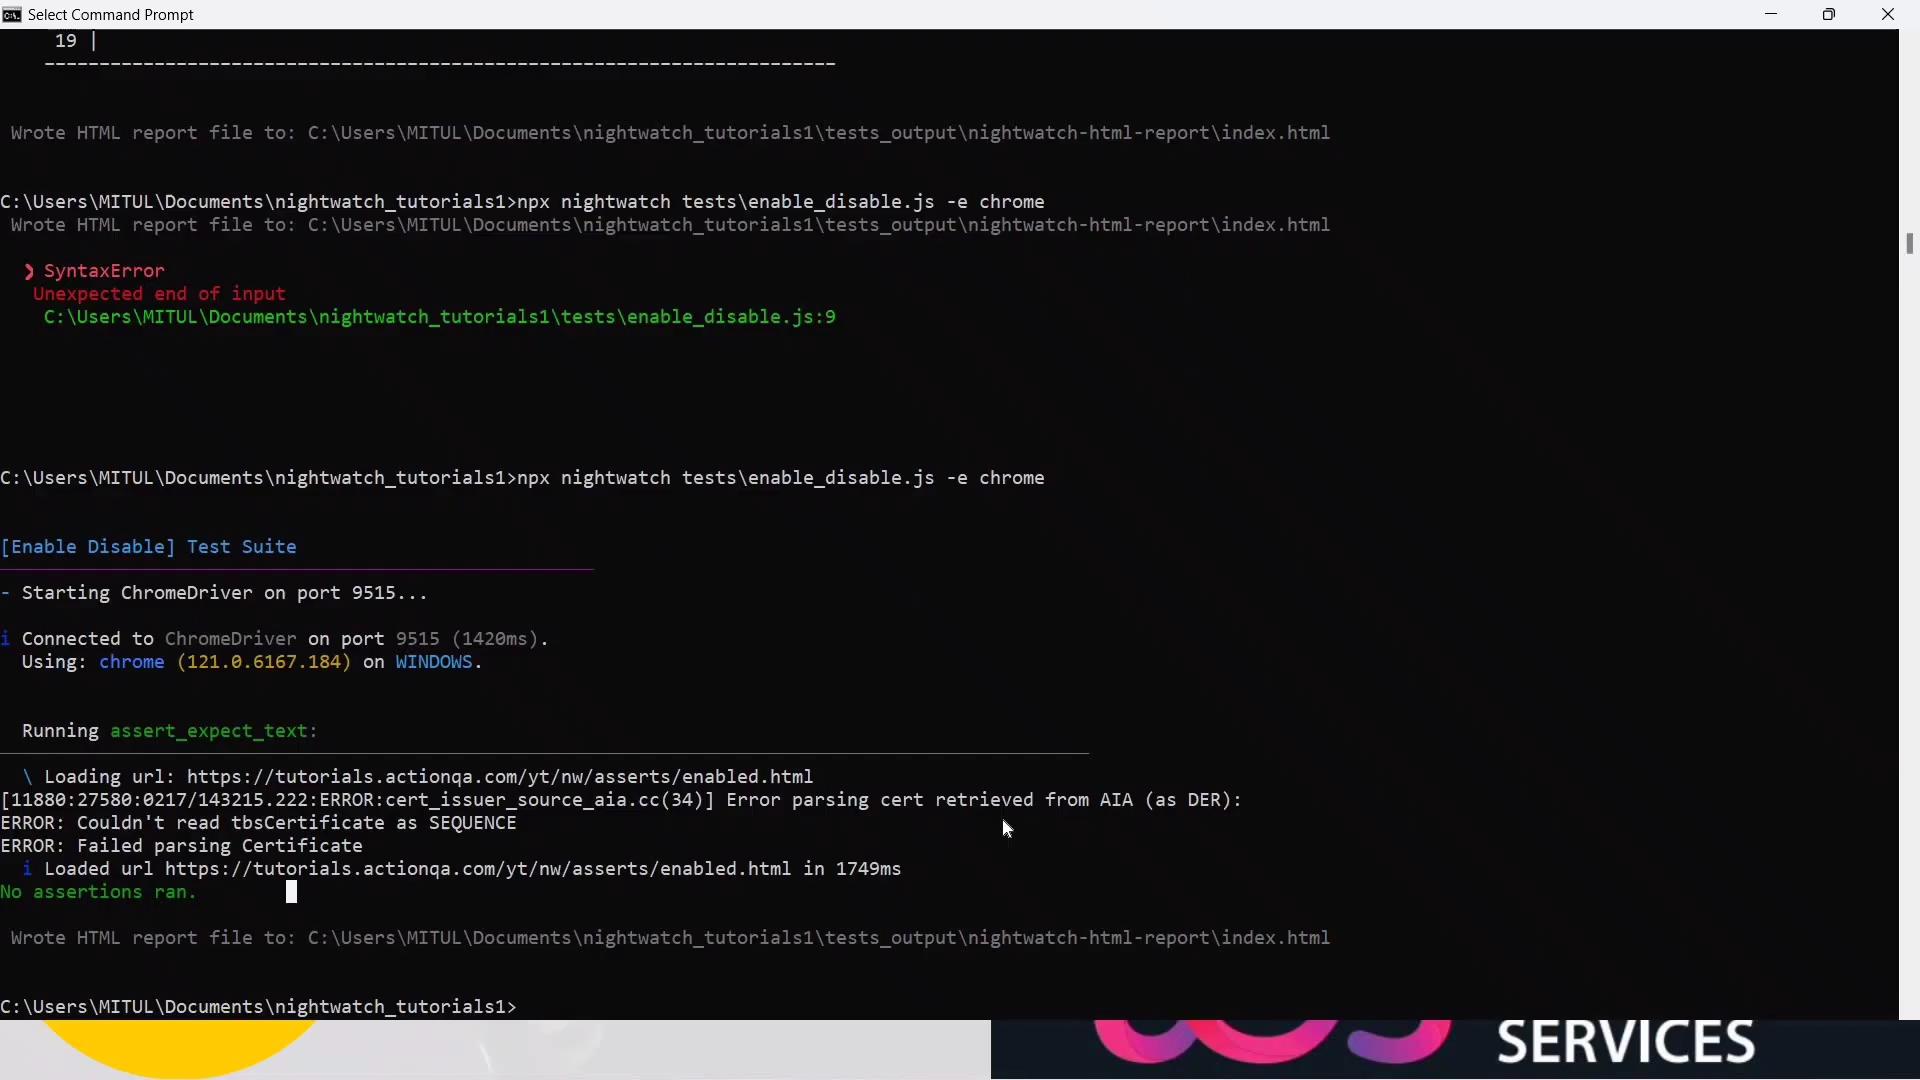 Select Command Prompt
19 |
------------------------------------------------------------------------
Wrote HTML report file to: C:\Users\MITUL\Documents\nightwatch_tutorials1\tests_output\nightwatch-html-report\index.html
C:\Users\MITUL\Documents\nightwatch_tutorials1>npx nightwatch tests\enable_disable.js -e chrome
Wrote HTML report file to: C:\Users\MITUL\Documents\nightwatch_tutorials1\tests_output\nightwatch-html-report\index.html
❯ SyntaxError
Unexpected end of input
C:\Users\MITUL\Documents\nightwatch_tutorials1\tests\enable_disable.js:9
C:\Users\MITUL\Documents\nightwatch_tutorials1>npx nightwatch tests\enable_disable.js -e chrome
[Enable Disable] Test Suite
- Starting ChromeDriver on port 9515...
i Connected to ChromeDriver on port 9515 (1420ms).
Using: chrome (121.0.6167.184) on WINDOWS.
Running assert_expect_text:
\ Loading url: https://tutorials.actionqa.com/yt/nw/asserts/enabled.html
[11880:27580:0217/143215.222:ERROR:cert_issuer_source_aia.cc(34)] Error parsing cert retrieved from AIA (as DER):
ERROR: Couldn't read tbsCertificate as SEQUENCE
ERROR: Failed parsing Certificate
i Loaded url https://tutorials.actionqa.com/yt/nw/asserts/enabled.html in 1749ms
No assertions ran.
Wrote HTML report file to: C:\Users\MITUL\Documents\nightwatch_tutorials1\tests_output\nightwatch-html-report\index.html
C:\Users\MITUL\Documents\nightwatch_tutorials1>
SERVICES